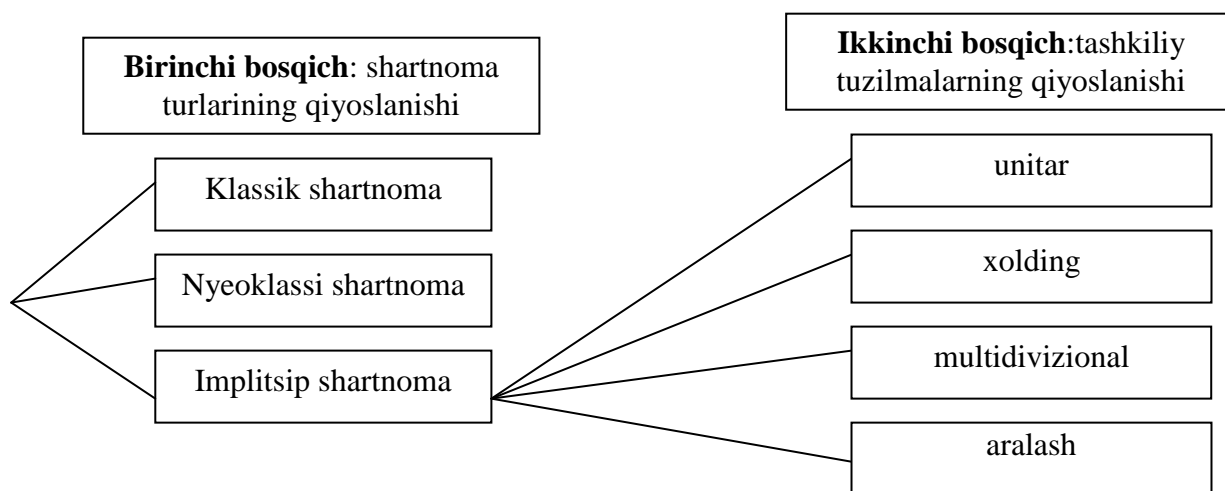 Birinchi bosqich: shartnoma
turlarining qiyoslanishi
Klassik shartnoma
Nyeoklassi shartnoma
Implitsip shartnoma
Ikkinchi bosqich:tashkiliy
tuzilmalarning qiyoslanishi
unitar
xolding
multidivizional
aralash